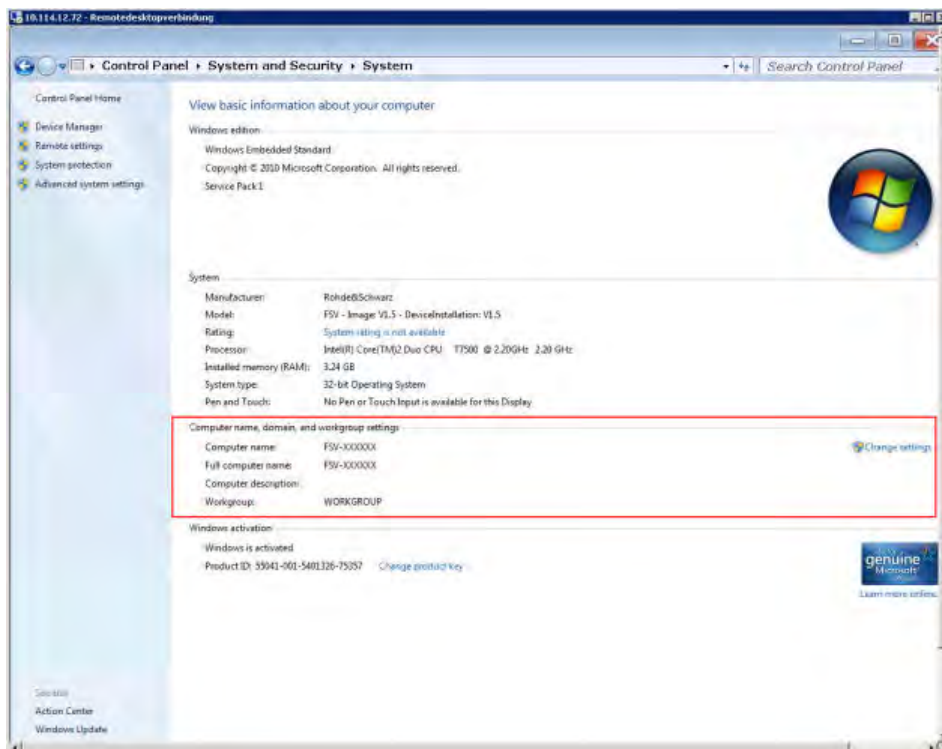 10.114.12.72 - Remotedesktopverbindung
Control Panel ▸ System and Security ▸ System
Search Control Panel
Control Panel Home
Device Manager
Remote settings
System protection
Advanced system settings
View basic information about your computer
Windows edition
Windows Embedded Standard
Copyright © 2010 Microsoft Corporation. All rights reserved.
Service Pack 1
System
Manufacturer: Rohde&Schwarz
Model: FSV - Image: V1.5 - DeviceInstallation: V1.5
Rating: System rating is not available
Processor: Intel(R) Core(TM)2 Duo CPU T7500 @ 2.20GHz 2.20 GHz
Installed memory (RAM): 3.24 GB
System type: 32-bit Operating System
Pen and Touch: No Pen or Touch Input is available for this Display
Computer name, domain, and workgroup settings
Computer name: FSV-XXXXXX
Change settings
Full computer name: FSV-XXXXXX
Computer description:
Workgroup: WORKGROUP
Windows activation
Windows is activated
Product ID: 55041-001-5401326-75357 Change product key
genuine
Microsoft
Learn more online
See also
Action Center
Windows Update